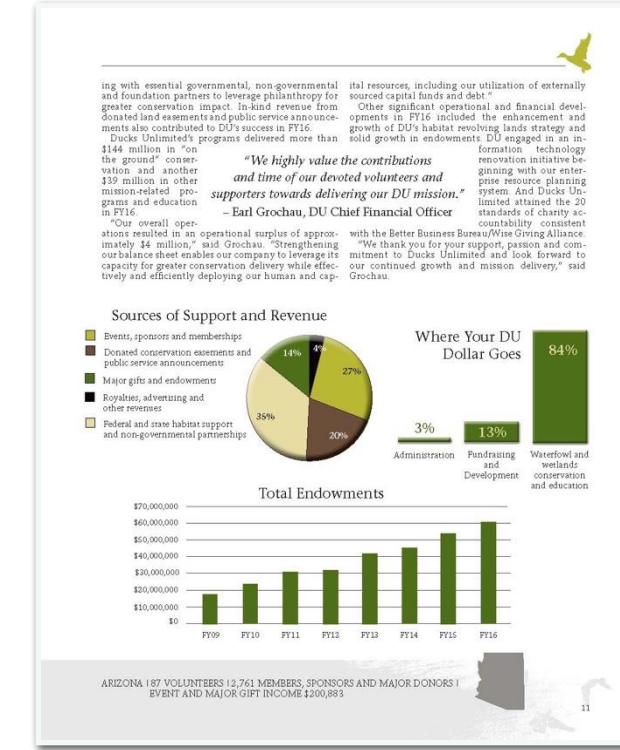 ing with essential governmental, non-governmental
and foundation partners to leverage philanthropy for
greater conservation impact. In-kind revenue from
donated land easements and public service announce-
ments also contributed to DU's success in FY16.
Ducks Unlimited's programs delivered more than
$144 million in "on
the ground" conser-
vation and another
$39 million in other
mission-related pro-
grams and education
in FY16.
"Our overall oper-
ations resulted in an operational surplus of approx-
imately $4 million," said Grochau. "Strengthening
our balance sheet enables our company to leverage its
capacity for greater conservation delivery while effec-
tively and efficiently deploying our human and cap-
"We highly value the contributions
and time of our devoted volunteers and
supporters towards delivering our DU mission."
– Earl Grochau, DU Chief Financial Officer
ital resources, including our utilization of externally
sourced capital funds and debt."
Other significant operational and financial devel-
opments in FY16 included the enhancement and
growth of DU's habitat revolving lands strategy and
solid growth in endowments. DU engaged in an in-
formation technology
renovation initiative be-
ginning with our enter-
prise resource planning
system. And Ducks Un-
limited attained the 20
standards of charity ac-
countability consistent
with the Better Business Bureau/Wise Giving Alliance.
"We thank you for your support, passion and com-
mitment to Ducks Unlimited and look forward to
our continued growth and mission delivery," said
Grochau.
Sources of Support and Revenue
Events, sponsors and memberships
Donated conservation easements and
public service announcements
Major gifts and endowments
Royalties, advertising and
other revenues
Federal and state habitat support
and non-governmental partnerships
14%
4%
27%
35%
20%
Where Your DU
Dollar Goes
3%
13%
84%
Administration
Fundraising
and
Development
Waterfowl and
wetlands
conservation
and education
Total Endowments
$70,000,000
$60,000,000
$50,000,000
$40,000,000
$30,000,000
$20,000,000
$10,000,000
$0
FY09 FY10 FY11 FY12 FY13 FY14 FY15 FY16
ARIZONA | 87 VOLUNTEERS | 2,761 MEMBERS, SPONSORS AND MAJOR DONORS |
EVENT AND MAJOR GIFT INCOME $200,883
11